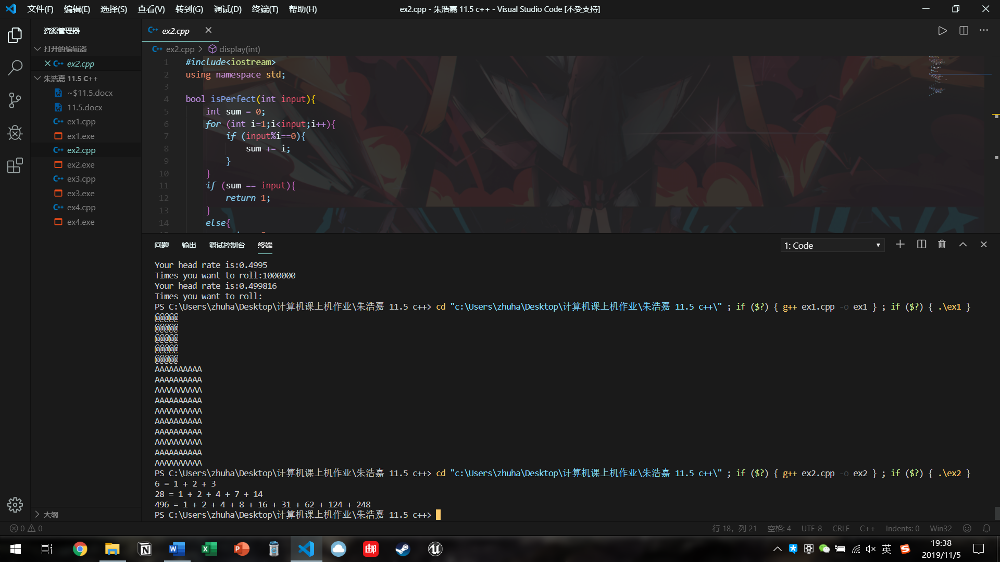 文件(F) 编辑(E) 选择(S) 查看(V) 转到(G) 调试(D) 终端(T) 帮助(H) ex2.cpp - 朱浩嘉 11.5 c++ - Visual Studio Code [不受支持]
资源管理器
打开的编辑器
ex2.cpp
朱浩嘉 11.5 C++
~$11.5.docx
11.5.docx
ex1.cpp
ex1.exe
ex2.cpp
ex2.exe
ex3.cpp
ex3.exe
ex4.cpp
ex4.exe
大纲
ex2.cpp
ex2.cpp > display(int)
1 #include<iostream>
2 using namespace std;
3
4 bool isPerfect(int input){
5 int sum = 0;
6 for (int i=1;i<input;i++){
7 if (input%i==0){
8 sum += i;
9 }
10 }
11 if (sum == input){
12 return 1;
13 }
14 else{
问题 输出 调试控制台 终端 1: Code
Your head rate is:0.4995
Times you want to roll:1000000
Your head rate is:0.499816
Times you want to roll:
PS C:\Users\zhuha\Desktop\计算机课上机作业\朱浩嘉 11.5 c++> cd "c:\Users\zhuha\Desktop\计算机课上机作业\朱浩嘉 11.5 c++\" ; if ($?) { g++ ex1.cpp -o ex1 } ; if ($?) { .\ex1 }
@@@@@
@@@@@
@@@@@
@@@@@
@@@@@
AAAAAAAAAA
AAAAAAAAAA
AAAAAAAAAA
AAAAAAAAAA
AAAAAAAAAA
AAAAAAAAAA
AAAAAAAAAA
AAAAAAAAAA
AAAAAAAAAA
AAAAAAAAAA
PS C:\Users\zhuha\Desktop\计算机课上机作业\朱浩嘉 11.5 c++> cd "c:\Users\zhuha\Desktop\计算机课上机作业\朱浩嘉 11.5 c++\" ; if ($?) { g++ ex2.cpp -o ex2 } ; if ($?) { .\ex2 }
6 = 1 + 2 + 3
28 = 1 + 2 + 4 + 7 + 14
496 = 1 + 2 + 4 + 8 + 16 + 31 + 62 + 124 + 248
PS C:\Users\zhuha\Desktop\计算机课上机作业\朱浩嘉 11.5 c++>
0 0 行 18，列 21 空格: 4 UTF-8 CRLF C++ Indents: 0 Win32
英
19:38
2019/11/5